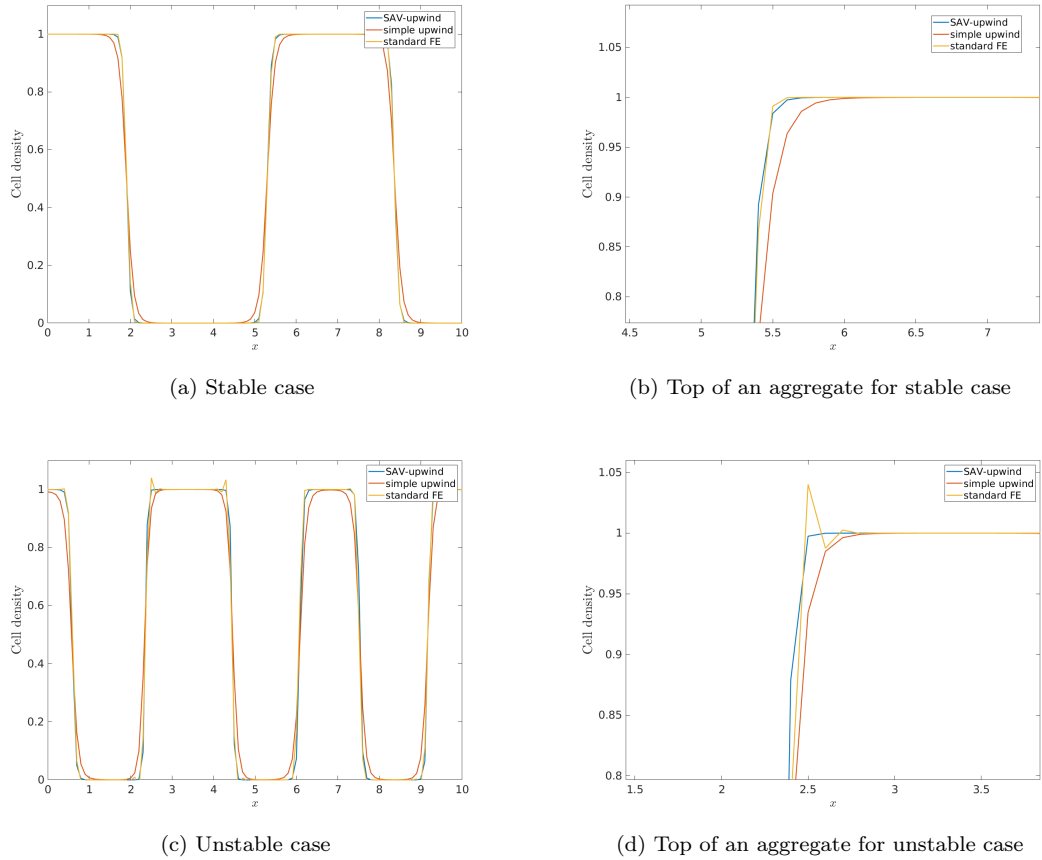 SAV-upwind
simple upwind
standard FE
1
0.8
0.6
0.4
0.2
0
Cell density
0 1 2 3 4 5 6 7 8 9 10
x
(a) Stable case
SAV-upwind
simple upwind
standard FE
1.05
1
0.95
0.9
0.85
0.8
Cell density
4.5 5 5.5 6 6.5 7
x
(b) Top of an aggregate for stable case
SAV-upwind
simple upwind
standard FE
1
0.8
0.6
0.4
0.2
0
Cell density
0 1 2 3 4 5 6 7 8 9 10
x
(c) Unstable case
SAV-upwind
simple upwind
standard FE
1.05
1
0.95
0.9
0.85
0.8
Cell density
1.5 2 2.5 3 3.5
x
(d) Top of an aggregate for unstable case